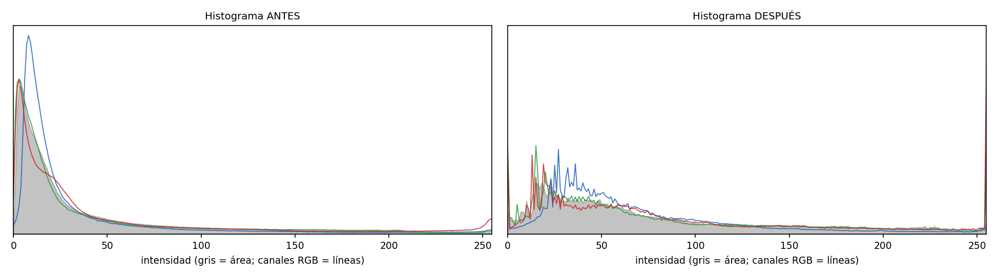 Histograma ANTES
0 50 100 150 200 250
intensidad (gris = área; canales RGB = líneas)
Histograma DESPUÉS
0 50 100 150 200 250
intensidad (gris = área; canales RGB = líneas)